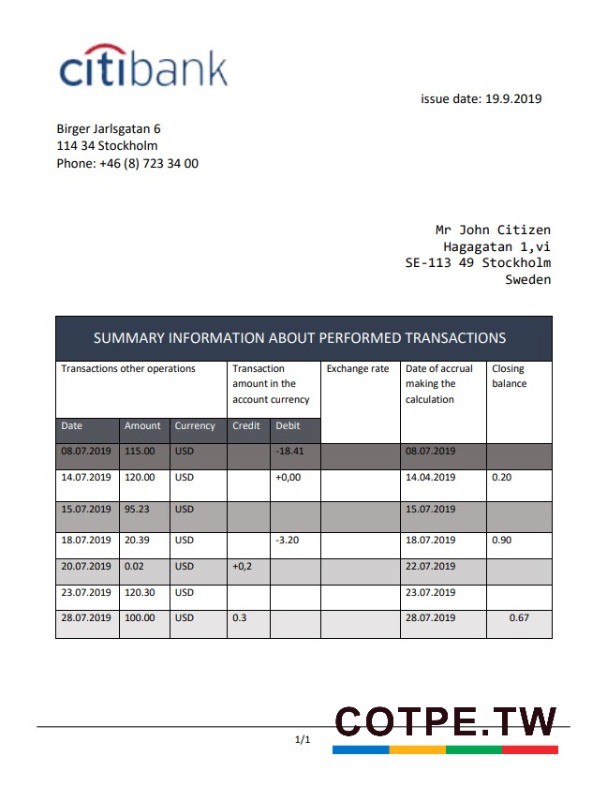 citibank
issue date: 19.9.2019
Birger Jarlsgatan 6
114 34 Stockholm
Phone: +46 (8) 723 34 00
Mr John Citizen
Hagagatan 1,vi
SE-113 49 Stockholm
Sweden
SUMMARY INFORMATION ABOUT PERFORMED TRANSACTIONS
Transactions other operations
Transaction amount in the account currency
Exchange rate
Date of accrual making the calculation
Closing balance
Date Amount Currency Credit Debit
08.07.2019 115.00 USD -18.41 08.07.2019
14.07.2019 120.00 USD +0,00 14.04.2019 0.20
15.07.2019 95.23 USD 15.07.2019
18.07.2019 20.39 USD -3.20 18.07.2019 0.90
20.07.2019 0.02 USD +0,2 22.07.2019
23.07.2019 120.30 USD 23.07.2019
28.07.2019 100.00 USD 0.3 28.07.2019 0.67
1/1
COTPE.TW